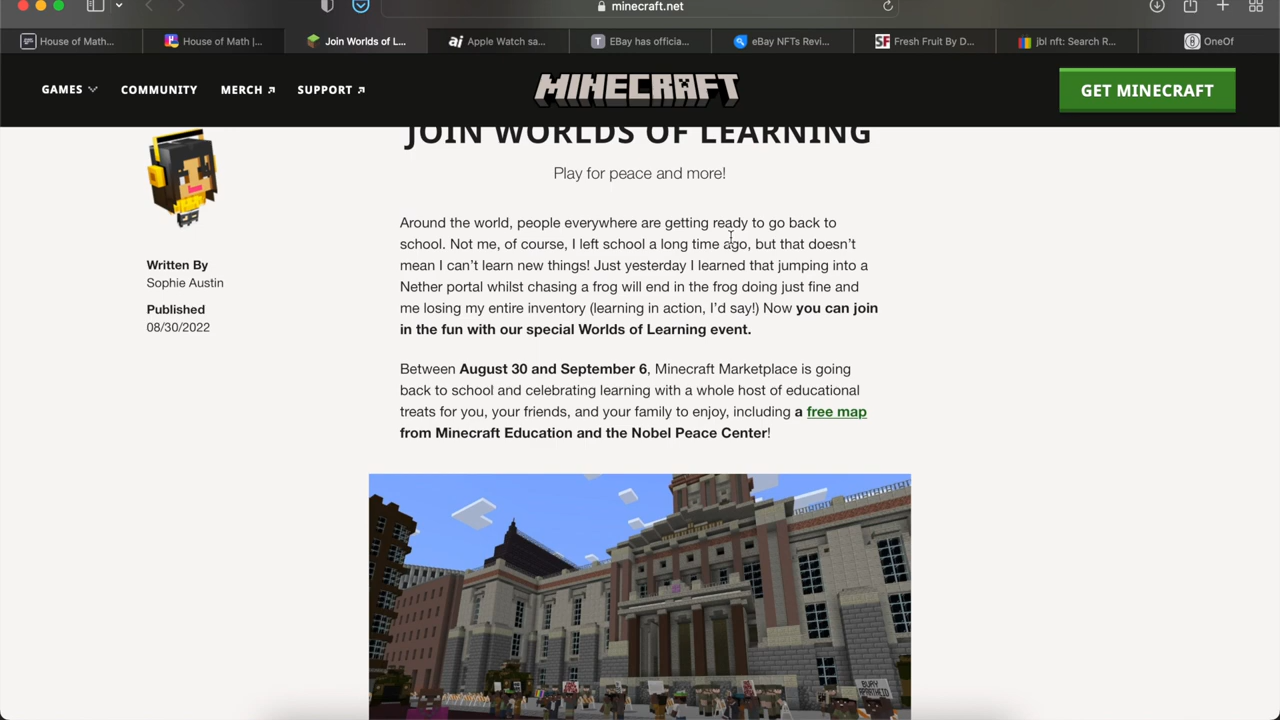 minecraft.net
House of Math...
House of Math |...
Join Worlds of L...
Apple Watch sa...
EBay has officia...
eBay NFTs Revi...
Fresh Fruit By D...
jbl nft: Search R...
OneOf
GAMES
COMMUNITY
MERCH
SUPPORT
MINECRAFT
GET MINECRAFT
JOIN WORLDS OF LEARNING
Play for peace and more!
Written By
Sophie Austin
Published
08/30/2022
Around the world, people everywhere are getting ready to go back to
school. Not me, of course, I left school a long time ago, but that doesn't
mean I can't learn new things! Just yesterday I learned that jumping into a
Nether portal whilst chasing a frog will end in the frog doing just fine and
me losing my entire inventory (learning in action, I'd say!) Now you can join
in the fun with our special Worlds of Learning event.
Between August 30 and September 6, Minecraft Marketplace is going
back to school and celebrating learning with a whole host of educational
treats for you, your friends, and your family to enjoy, including a free map
from Minecraft Education and the Nobel Peace Center!
BURY
APARTHEID